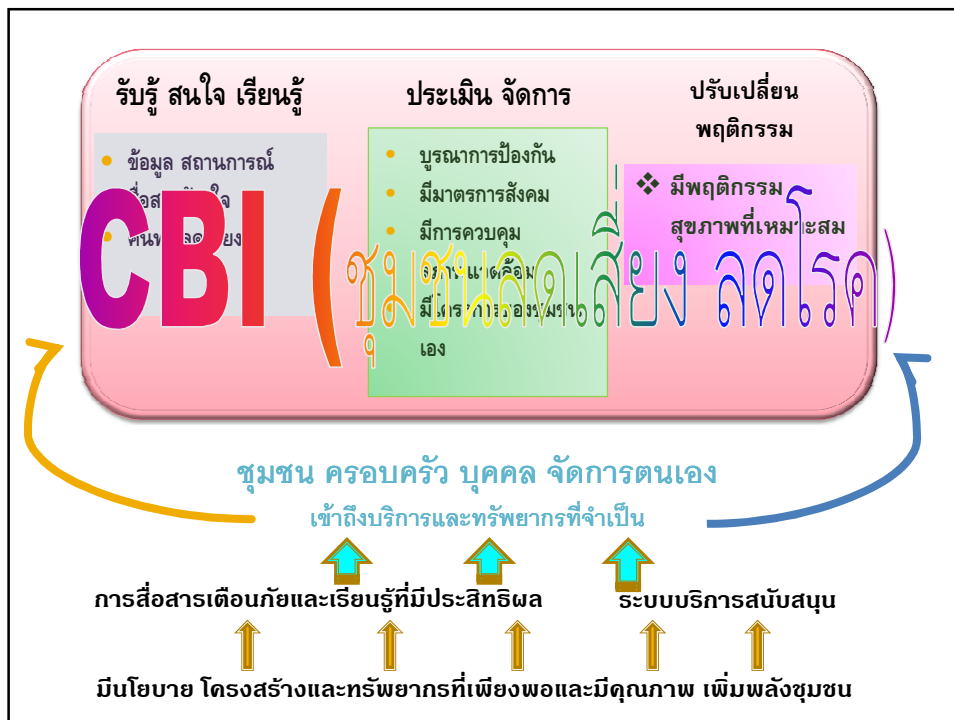 รับรู้ สนใจ เรียนรู้
ข้อมูล สถานการณ์
ประเมิน จัดการ
บูรณาการป้องกัน
มีมาตรการสังคม
มีการควบคุม
เอง
ปรับเปลี่ยน
พฤติกรรม
มีพฤติกรรม
สุขภาพที่เหมาะสม
CBI (ชุมชนลดเสี่ยง ลดโรค)
ชุมชน ครอบครัว บุคคล จัดการตนเอง
เข้าถึงบริการและทรัพยากรที่จำเป็น
การสื่อสารเตือนภัยและเรียนรู้ที่มีประสิทธิผล
ระบบบริการสนับสนุน
มีนโยบาย โครงสร้างและทรัพยากรที่เพียงพอและมีคุณภาพ เพิ่มพลังชุมชน